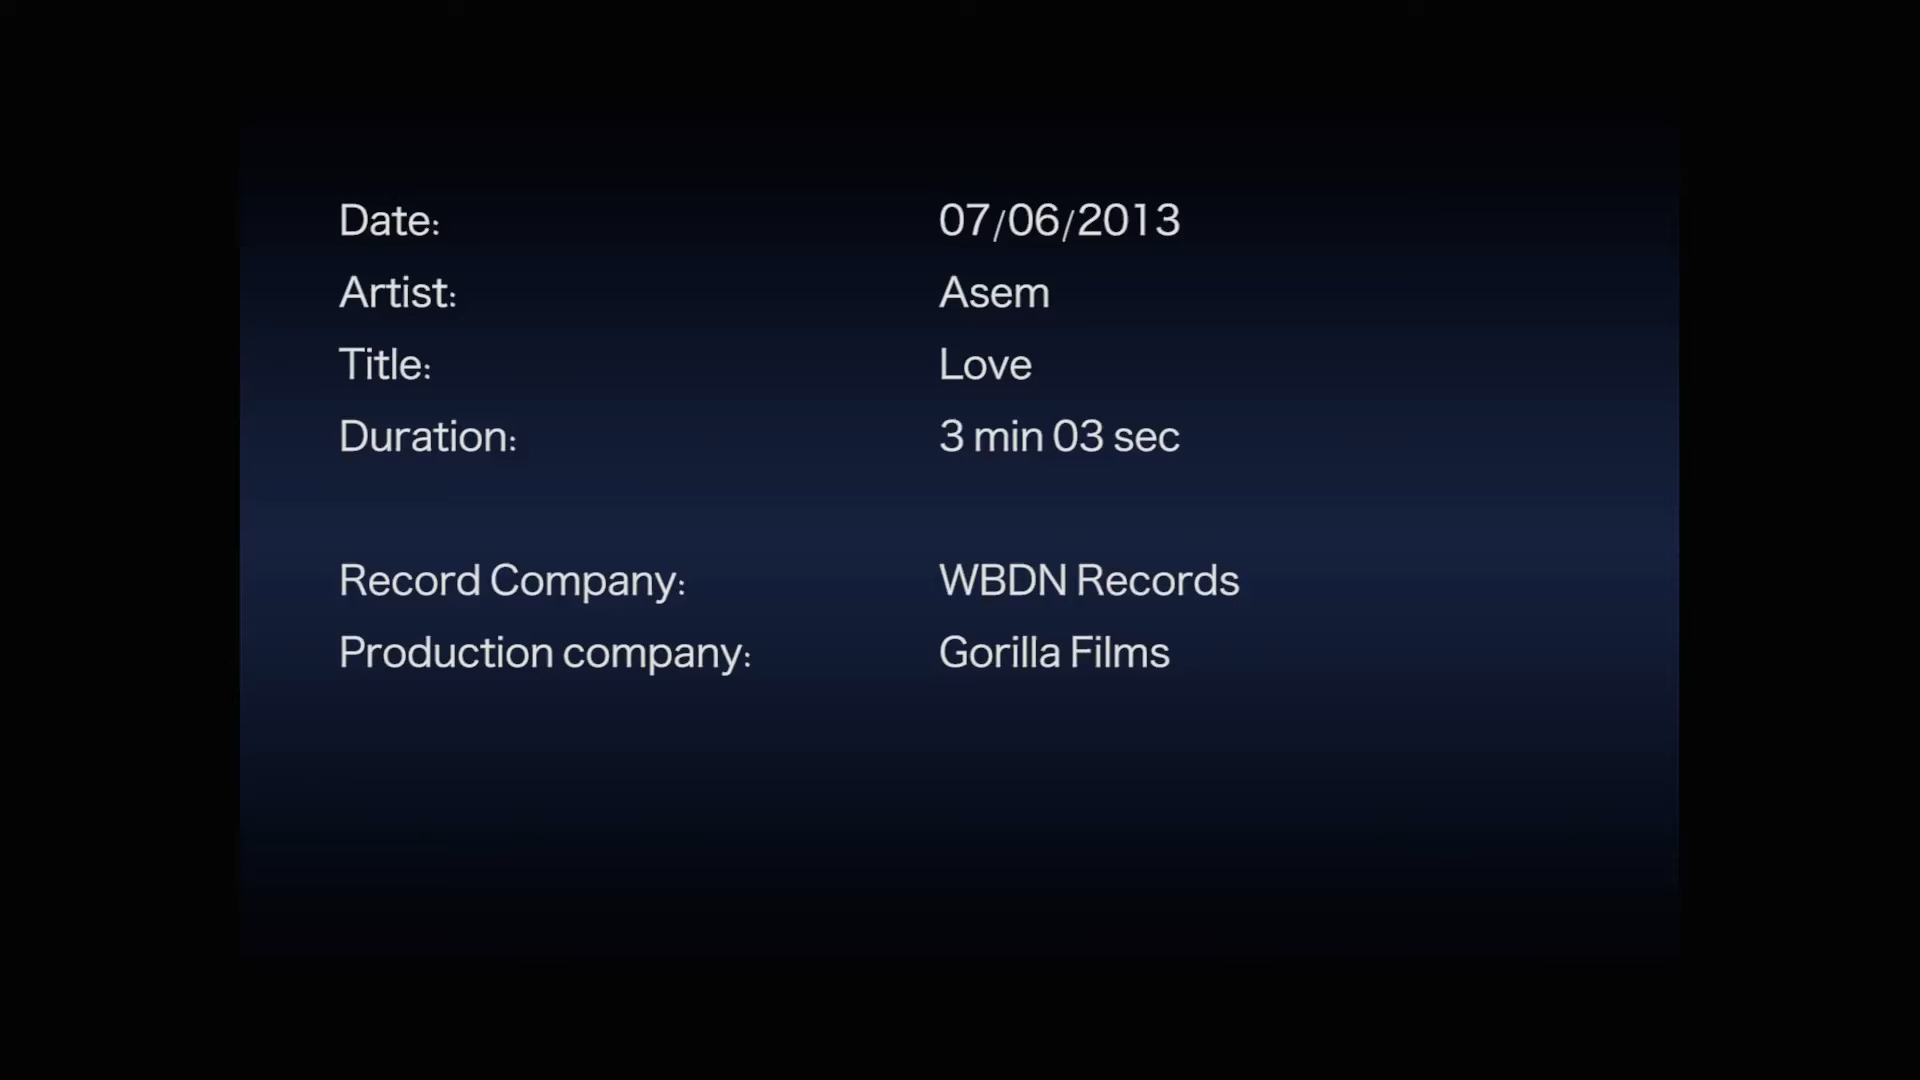 Date: 07/06/2013
Artist: Asem
Title: Love
Duration: 3 min 03 sec
Record Company: WBDN Records
Production company: Gorilla Films